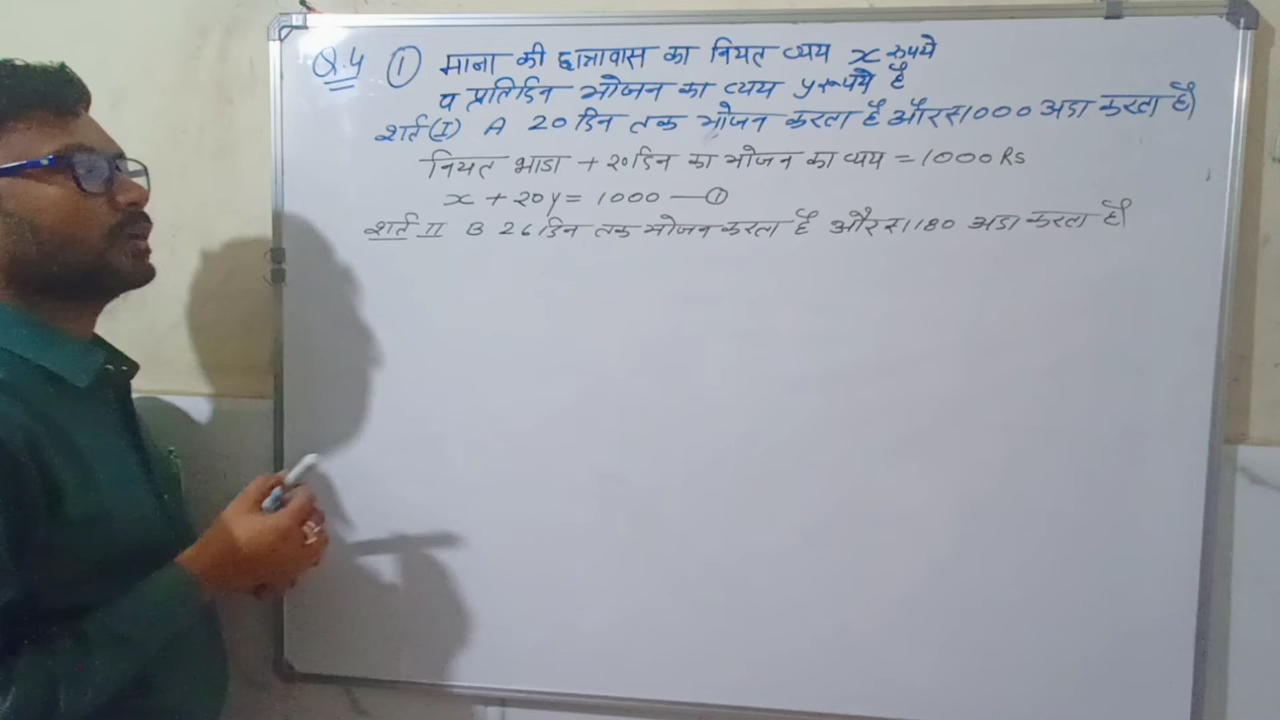 Q.4 ① माना की छात्रावास का नियत व्यय x रुपये
व प्रतिदिन भोजन का व्यय y रूपये है
शर्त (I) A 20 दिन तक भोजन करता है और रू 1000 अदा करता है।
नियत भाडा + 20 दिन का भोजन का व्यय = 1000 Rs
x + 20y = 1000 — ①
शर्त II B 26 दिन तक भोजन करता है और रू 1180 अदा करता है।